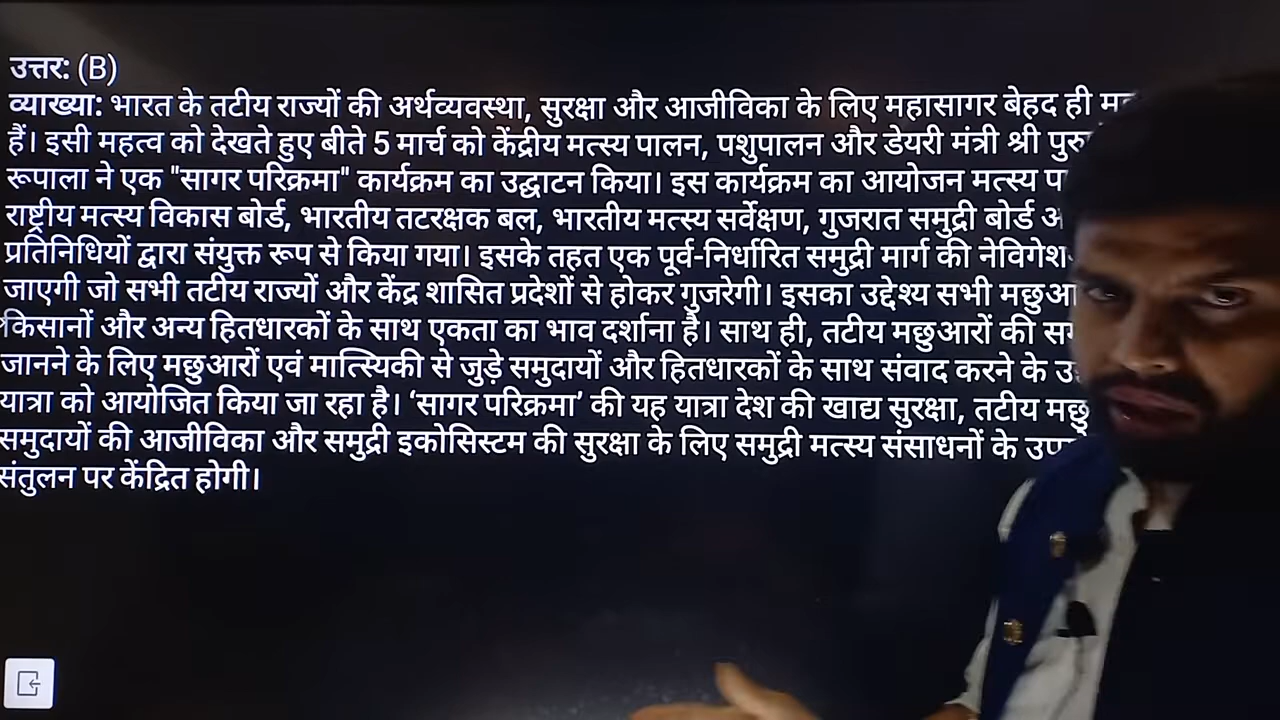 उत्तर: (B)
व्याख्या: भारत के तटीय राज्यों की अर्थव्यवस्था, सुरक्षा और आजीविका के लिए महासागर बेहद ही
हैं। इसी महत्व को देखते हुए बीते 5 मार्च को केंद्रीय मत्स्य पालन, पशुपालन और डेयरी मंत्री श्री
रूपाला ने एक "सागर परिक्रमा" कार्यक्रम का उद्घाटन किया। इस कार्यक्रम का आयोजन मत्स्य
राष्ट्रीय मत्स्य विकास बोर्ड, भारतीय तटरक्षक बल, भारतीय मत्स्य सर्वेक्षण, गुजरात समुद्री बोर्ड
प्रतिनिधियों द्वारा संयुक्त रूप से किया गया। इसके तहत एक पूर्व-निर्धारित समुद्री मार्ग की
जाएगी जो सभी तटीय राज्यों और केंद्र शासित प्रदेशों से होकर गुजरेगी। इसका उद्देश्य सभी
किसानों और अन्य हितधारकों के साथ एकता का भाव दर्शाना है। साथ ही, तटीय मछुआरों की
जानने के लिए मछुआरों एवं मात्स्यिकी से जुड़े समुदायों और हितधारकों के साथ संवाद करने के
यात्रा को आयोजित किया जा रहा है। ‘सागर परिक्रमा’ की यह यात्रा देश की खाद्य सुरक्षा, तटीय
समुदायों की आजीविका और समुद्री इकोसिस्टम की सुरक्षा के लिए समुद्री मत्स्य संसाधनों के
संतुलन पर केंद्रित होगी।